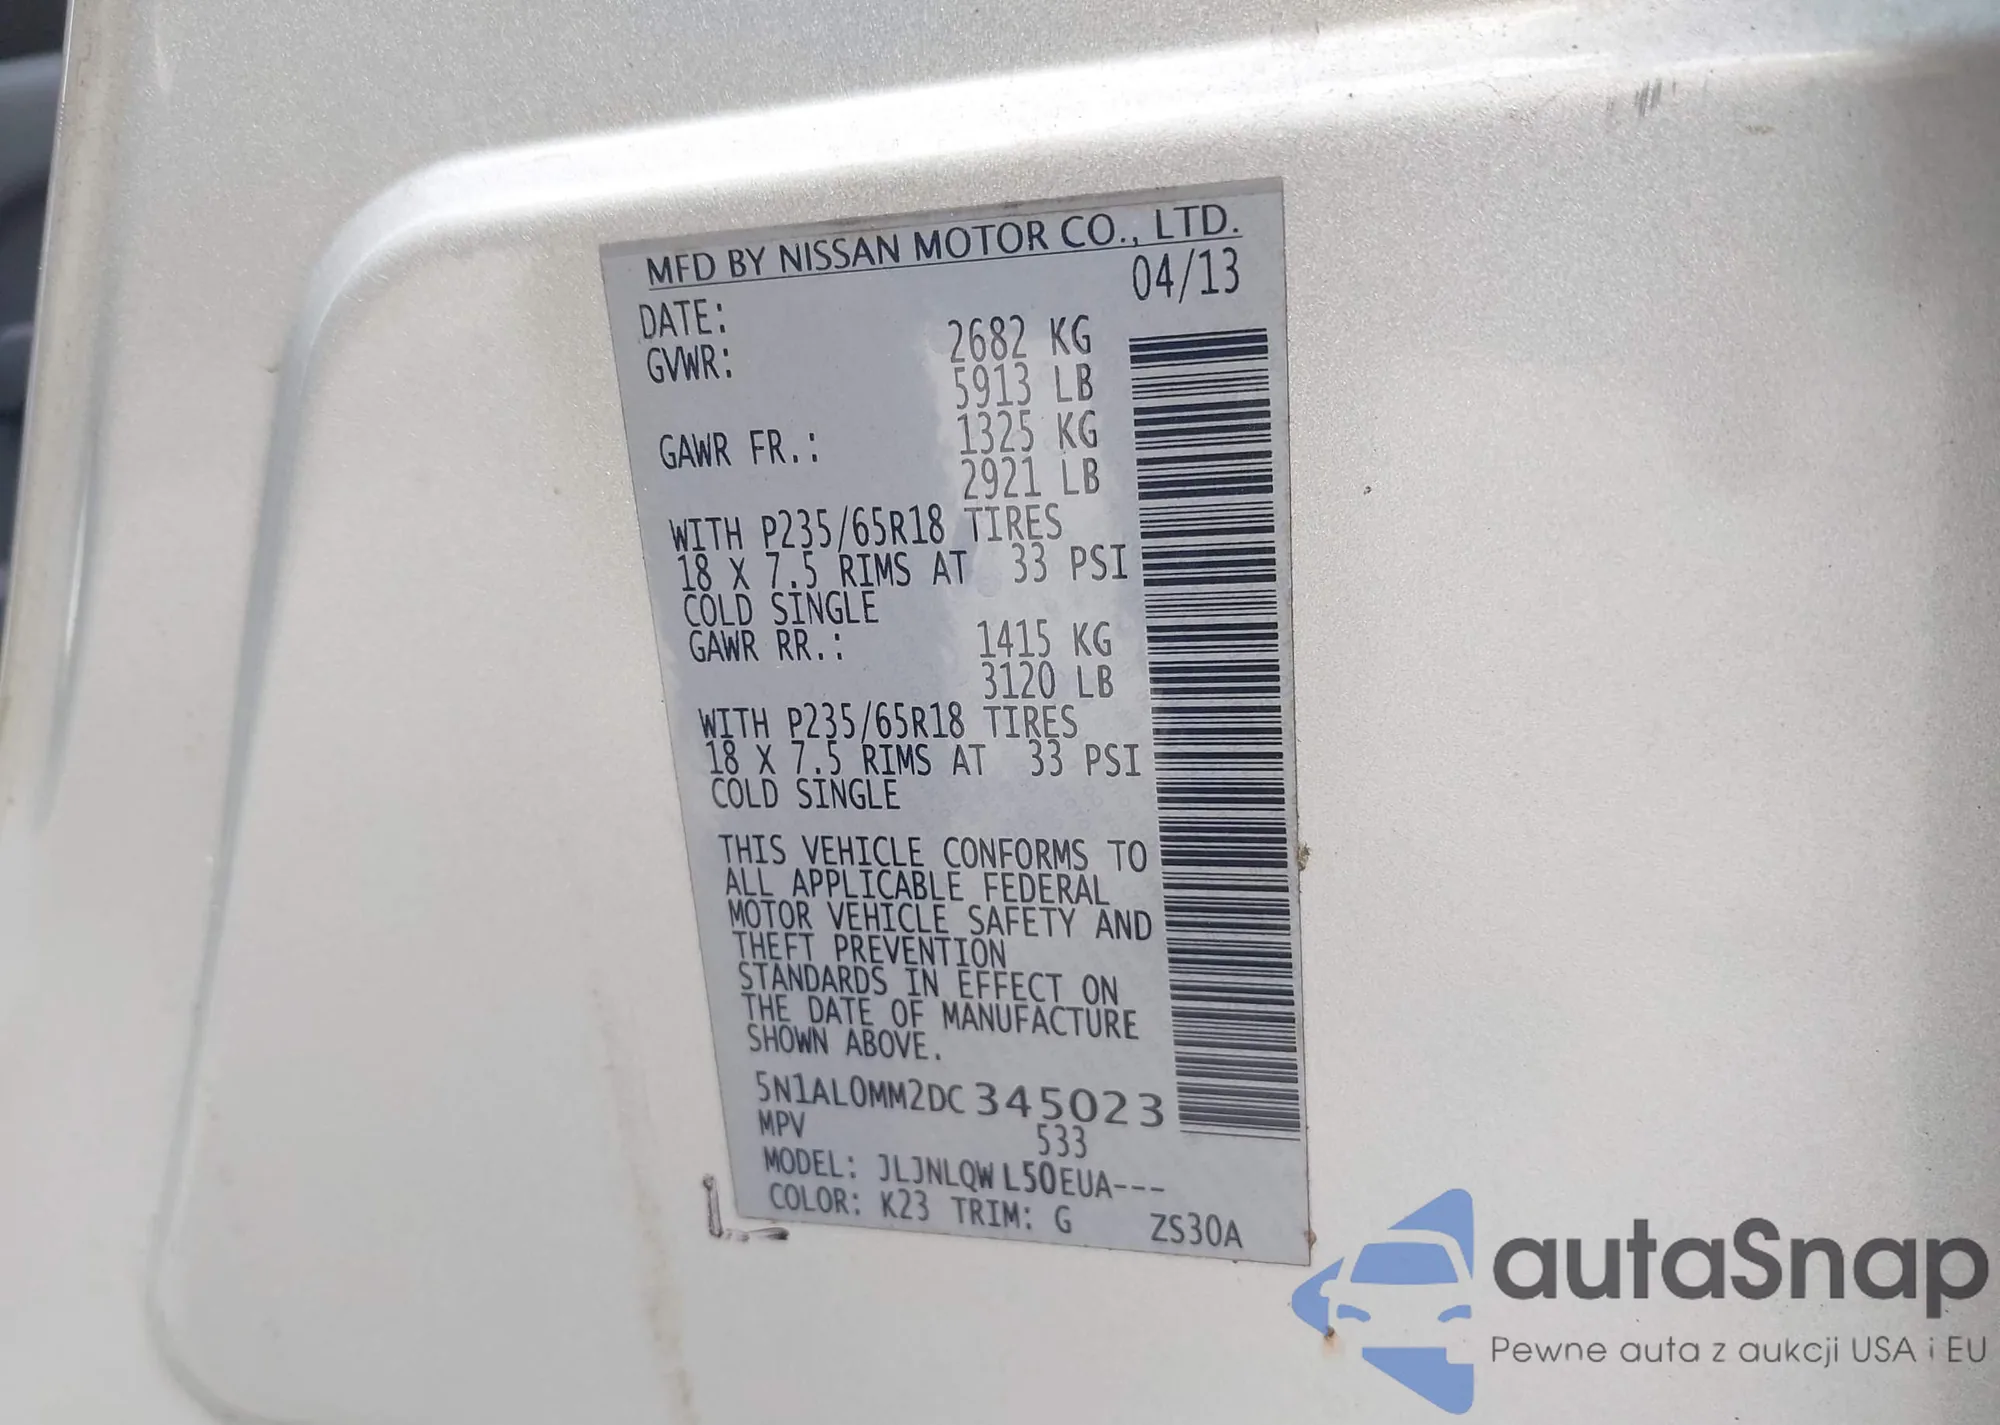 MFD BY NISSAN MOTOR CO., LTD.
DATE: 04/13
GVWR: 2682 KG
5913 LB
GAWR FR.: 1325 KG
2921 LB
WITH P235/65R18 TIRES
18 X 7.5 RIMS AT 33 PSI
COLD SINGLE
GAWR RR.: 1415 KG
3120 LB
WITH P235/65R18 TIRES
18 X 7.5 RIMS AT 33 PSI
COLD SINGLE
THIS VEHICLE CONFORMS TO
ALL APPLICABLE FEDERAL
MOTOR VEHICLE SAFETY AND
THEFT PREVENTION
STANDARDS IN EFFECT ON
THE DATE OF MANUFACTURE
SHOWN ABOVE.
5N1AL0MM2DC345023
MPV 533
MODEL: JLJNLQWL50EUA---
COLOR: K23 TRIM: G ZS30A
autaSnap
Pewne auta z aukcji USA i EU